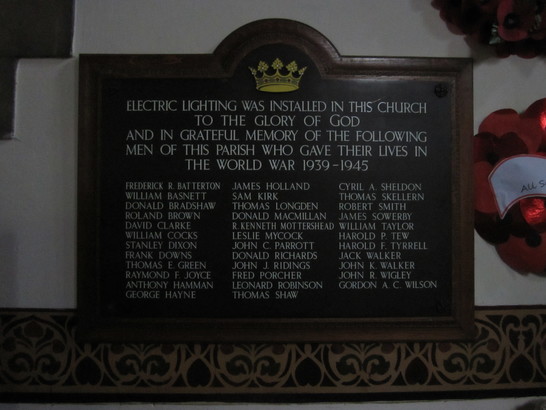 ELECTRIC LIGHTING WAS INSTALLED IN THIS CHURCH
TO THE GLORY OF GOD
AND IN GRATEFUL MEMORY OF THE FOLLOWING
MEN OF THIS PARISH WHO GAVE THEIR LIVES IN
THE WORLD WAR 1939-1945
FREDERICK R. BATTERTON
WILLIAM BASNETT
DONALD BRADSHAW
ROLAND BROWN
DAVID CLARKE
WILLIAM COCKS
STANLEY DIXON
FRANK DOWNS
THOMAS E. GREEN
RAYMOND F. JOYCE
ANTHONY HAMMAN
GEORGE HAYNE
JAMES HOLLAND
SAM KIRK
THOMAS LONGDEN
DONALD MACMILLAN
R. KENNETH MOTTERSHEAD
LESLIE MYCOCK
JOHN C. PARROTT
DONALD RICHARDS
JOHN J. RIDINGS
FRED PORCHER
LEONARD ROBINSON
THOMAS SHAW
CYRIL A. SHELDON
THOMAS SKELLERN
ROBERT SMITH
JAMES SOWERBY
WILLIAM TAYLOR
HAROLD P. TEW
HAROLD F. TYRRELL
JACK WALKER
JOHN K. WALKER
JOHN R. WIGLEY
GORDON A. C. WILSON
ALL